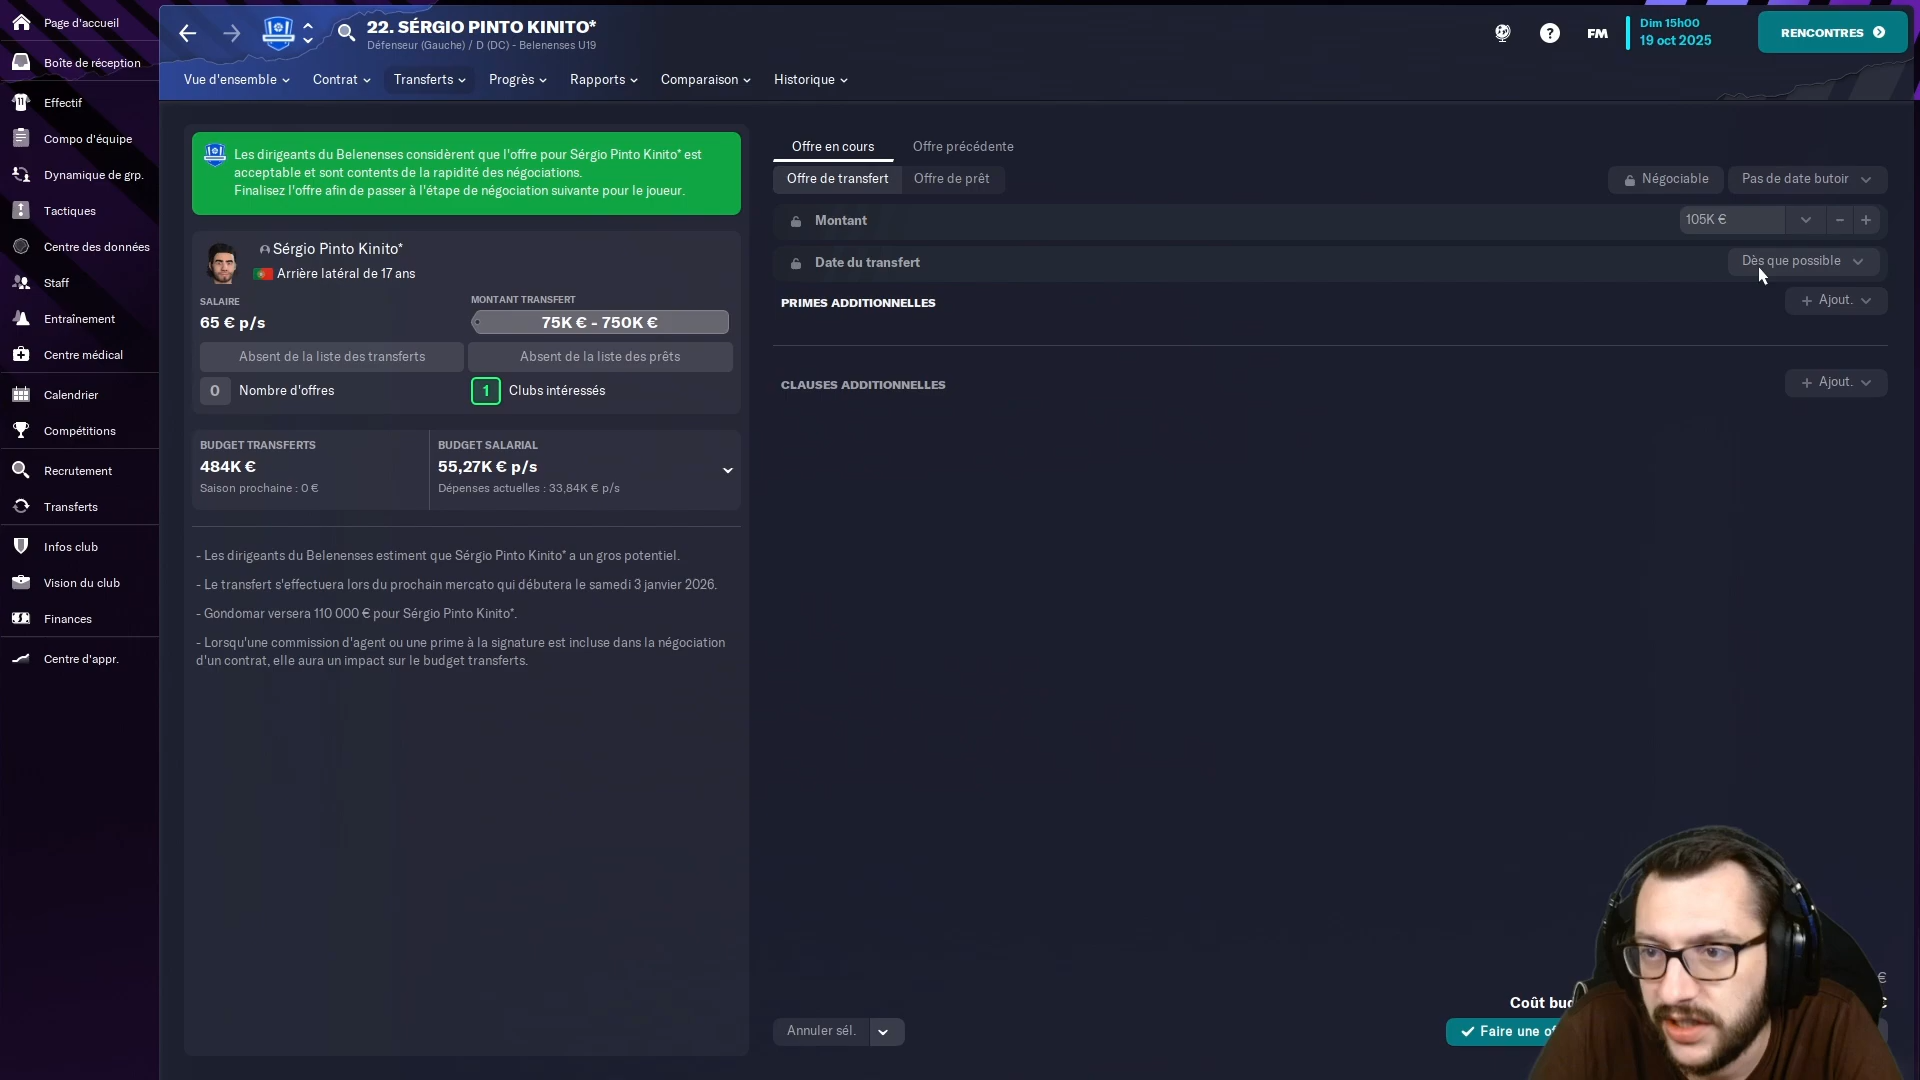 Page d'accueil
Boîte de réception
Effectif
Compo d'équipe
Dynamique de grp.
Tactiques
Centre des données
Staff
Entraînement
Centre médical
Calendrier
Compétitions
Recrutement
Transferts
Infos club
Vision du club
Finances
Centre d'appr.
22. SÉRGIO PINTO KINITO*
Défenseur (Gauche) / D (DC) - Belenenses U19
FM
Dim 15h00
19 oct 2025
RENCONTRES
Vue d'ensemble
Contrat
Transferts
Progrès
Rapports
Comparaison
Historique
Les dirigeants du Belenenses considèrent que l'offre pour Sérgio Pinto Kinito* est
acceptable et sont contents de la rapidité des négociations.
Finalisez l'offre afin de passer à l'étape de négociation suivante pour le joueur.
Sérgio Pinto Kinito*
Arrière latéral de 17 ans
SALAIRE
65 € p/s
MONTANT TRANSFERT
75K € - 750K €
Absent de la liste des transferts
Absent de la liste des prêts
0 Nombre d'offres
1 Clubs intéressés
BUDGET TRANSFERTS
484K €
Saison prochaine : 0 €
BUDGET SALARIAL
55,27K € p/s
Dépenses actuelles : 33,84K € p/s
- Les dirigeants du Belenenses estiment que Sérgio Pinto Kinito* a un gros potentiel.
- Le transfert s'effectuera lors du prochain mercato qui débutera le samedi 3 janvier 2026.
- Gondomar versera 110 000 € pour Sérgio Pinto Kinito*.
- Lorsqu'une commission d'agent ou une prime à la signature est incluse dans la négociation
d'un contrat, elle aura un impact sur le budget transferts.
Offre en cours
Offre précédente
Offre de transfert
Offre de prêt
Négociable
Pas de date butoir
Montant
105K €
Date du transfert
Dès que possible
PRIMES ADDITIONNELLES
+ Ajout.
CLAUSES ADDITIONNELLES
+ Ajout.
€
Coût
Annuler sél.
Faire une